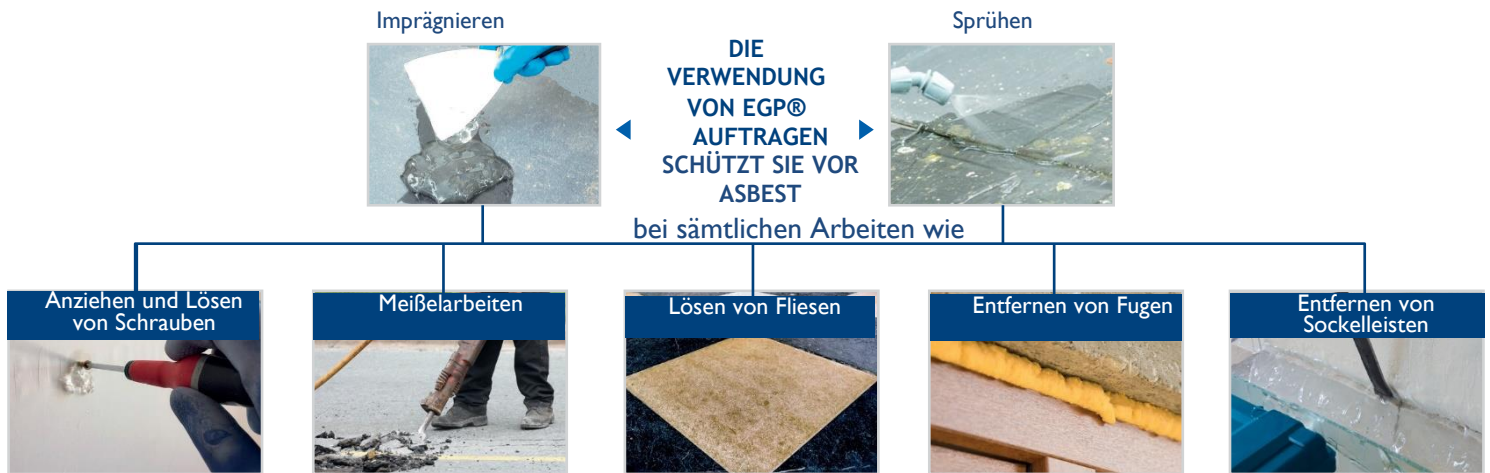 Imprägnieren
Sprühen
DIE
VERWENDUNG
VON EGP®
AUFTRAGEN
SCHÜTZT SIE VOR
ASBEST
bei sämtlichen Arbeiten wie
Anziehen und Lösen
von Schrauben
Meißelarbeiten
Lösen von Fliesen
Entfernen von Fugen
Entfernen von
Sockelleisten